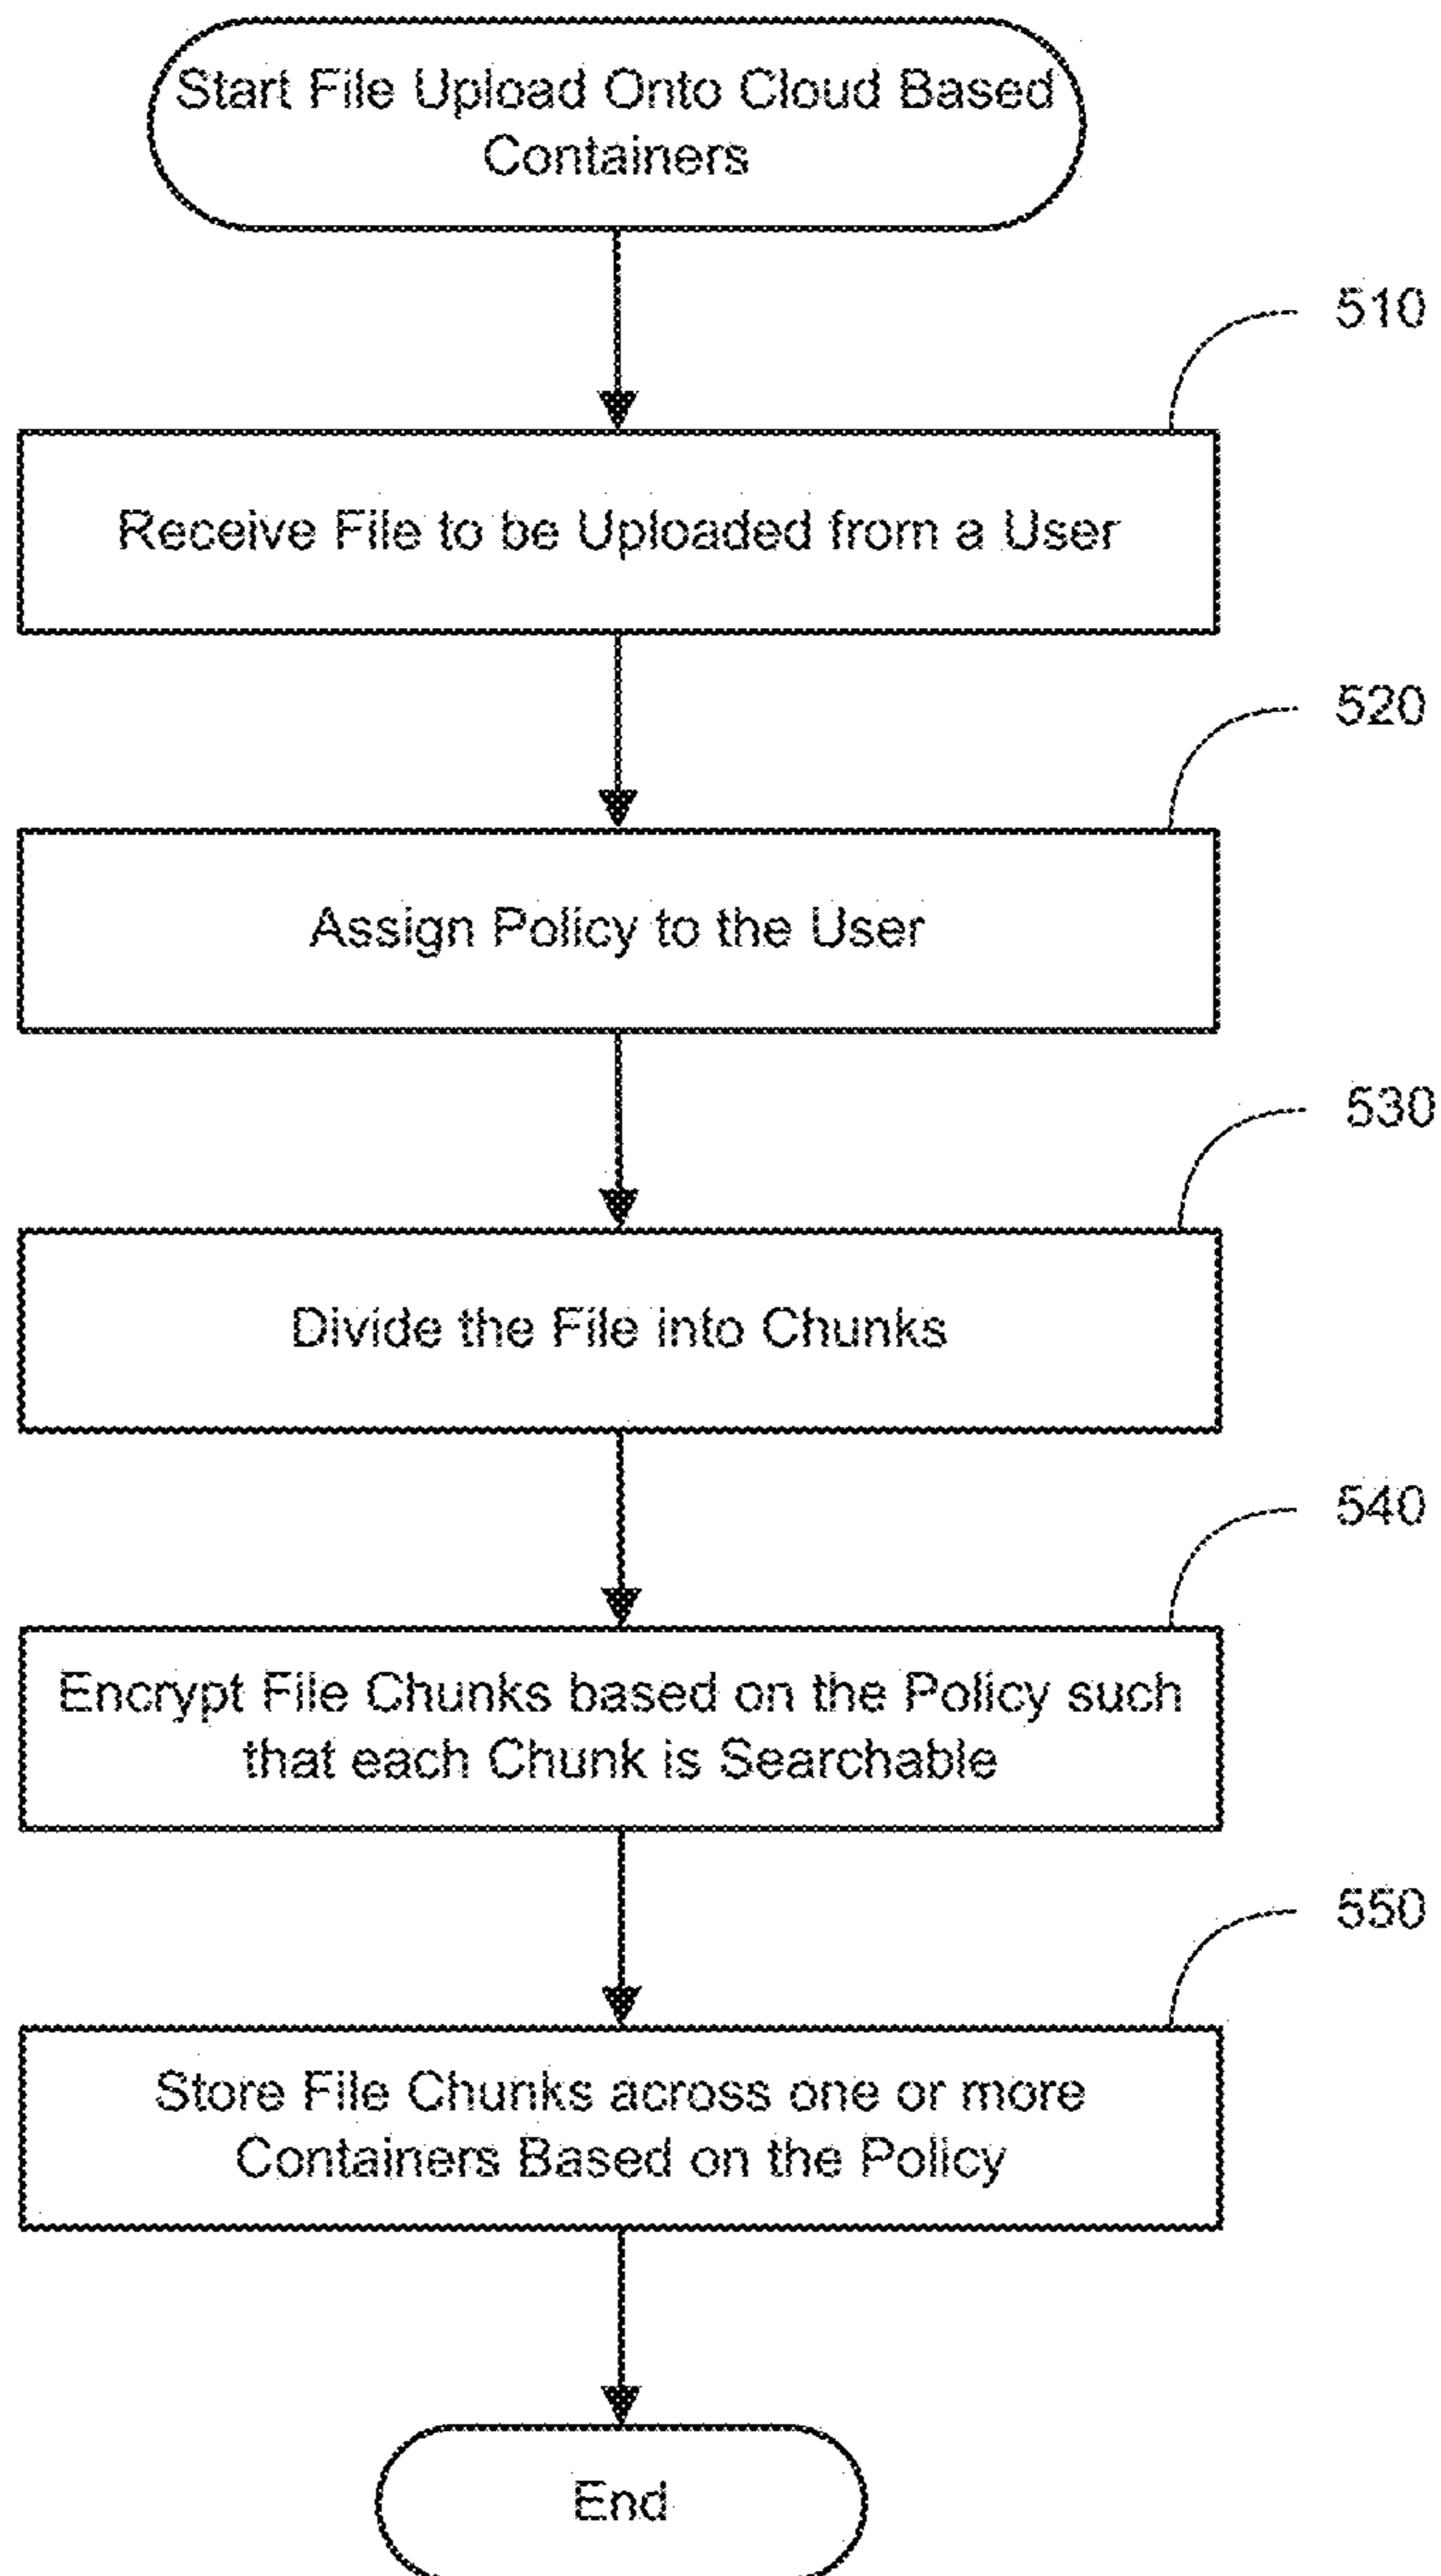 Start File Upload Onto Cloud Based
Containers
510
Receive File to be Uploaded from a User
520
Assign Policy to the User
530
Divide the File into Chunks
540
Encrypt File Chunks based on the Policy such
that each Chunk is Searchable
550
Store File Chunks across one or more
Containers Based on the Policy
End